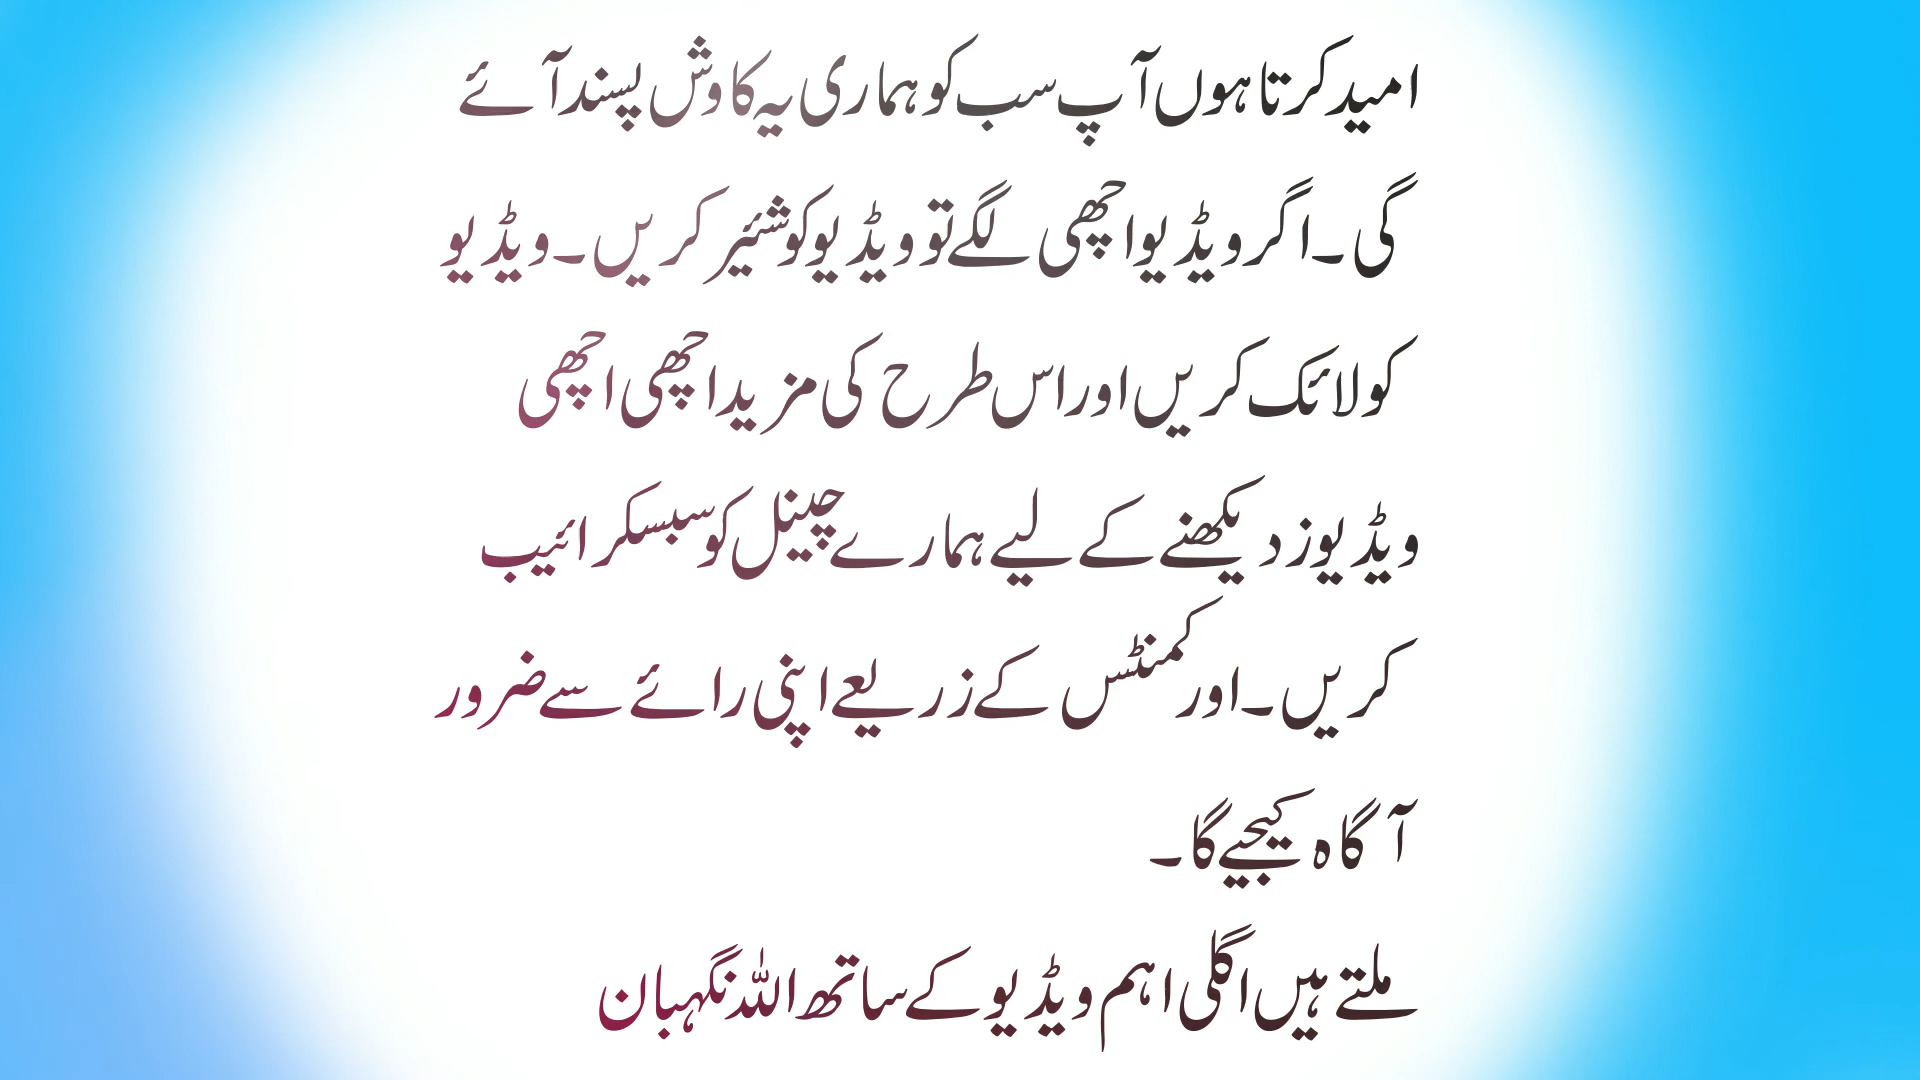 امید کرتا ہوں آپ سب کو ہماری یہ کاوش پسند آئے
گی۔ اگر ویڈیو اچھی لگے تو ویڈیو کو شئیر کریں۔ ویڈیو
کو لائک کریں اور اس طرح کی مزید اچھی اچھی
ویڈیوز دیکھنے کے لیے ہمارے چینل کو سبسکرائیب
کریں۔ اور کمنٹس کے زریعے اپنی رائے سے ضرور
آگاہ کیجیے گا۔
ملتے ہیں اگلی اہم ویڈیو کے ساتھ اللہ نگہبان